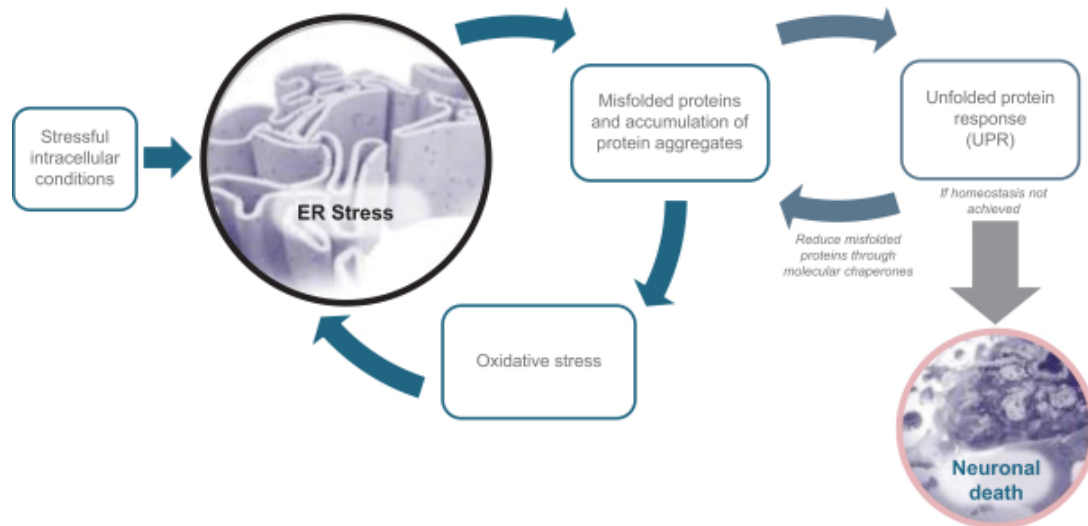 Stressful
intracellular
conditions
ER Stress
Misfolded proteins
and accumulation of
protein aggregates
Unfolded protein
response
(UPR)
If homeostasis not
achieved
Reduce misfolded
proteins through
molecular chaperones
Oxidative stress
Neuronal
death